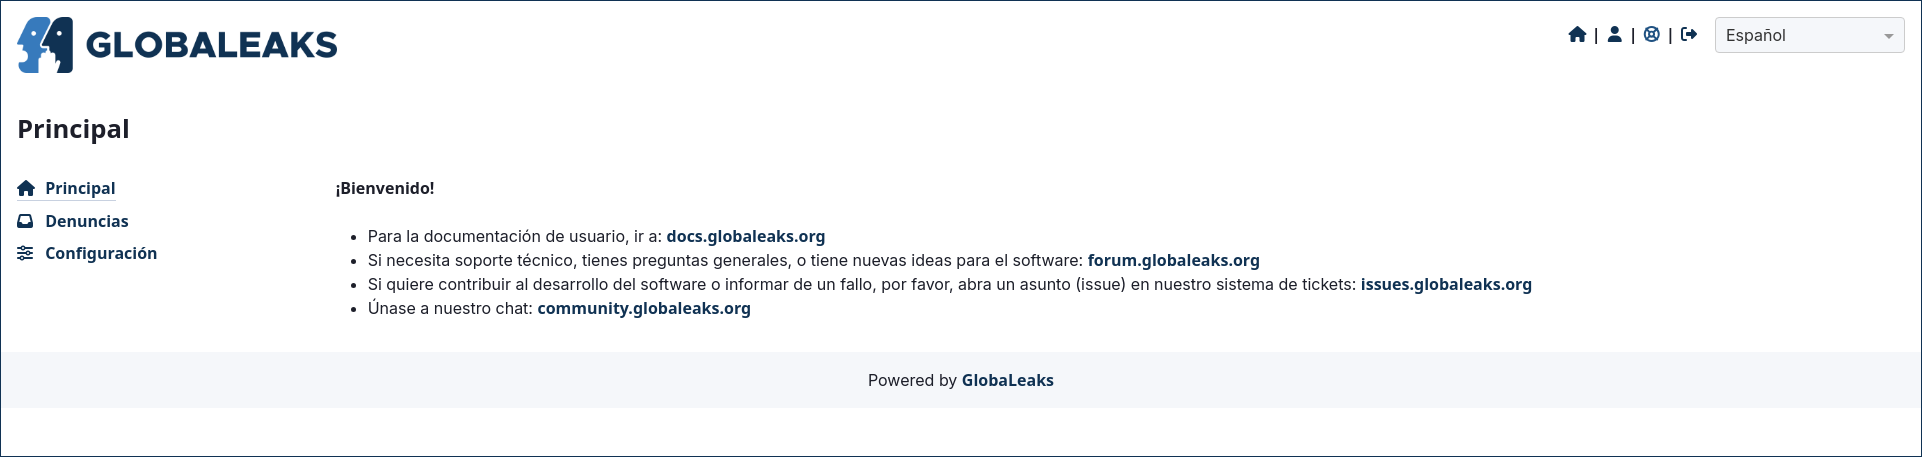 GLOBALEAKS
| | | Español
Principal
Principal
Denuncias
Configuración
¡Bienvenido!
• Para la documentación de usuario, ir a: docs.globaleaks.org
• Si necesita soporte técnico, tienes preguntas generales, o tiene nuevas ideas para el software: forum.globaleaks.org
• Si quiere contribuir al desarrollo del software o informar de un fallo, por favor, abra un asunto (issue) en nuestro sistema de tickets: issues.globaleaks.org
• Únase a nuestro chat: community.globaleaks.org
Powered by GlobaLeaks